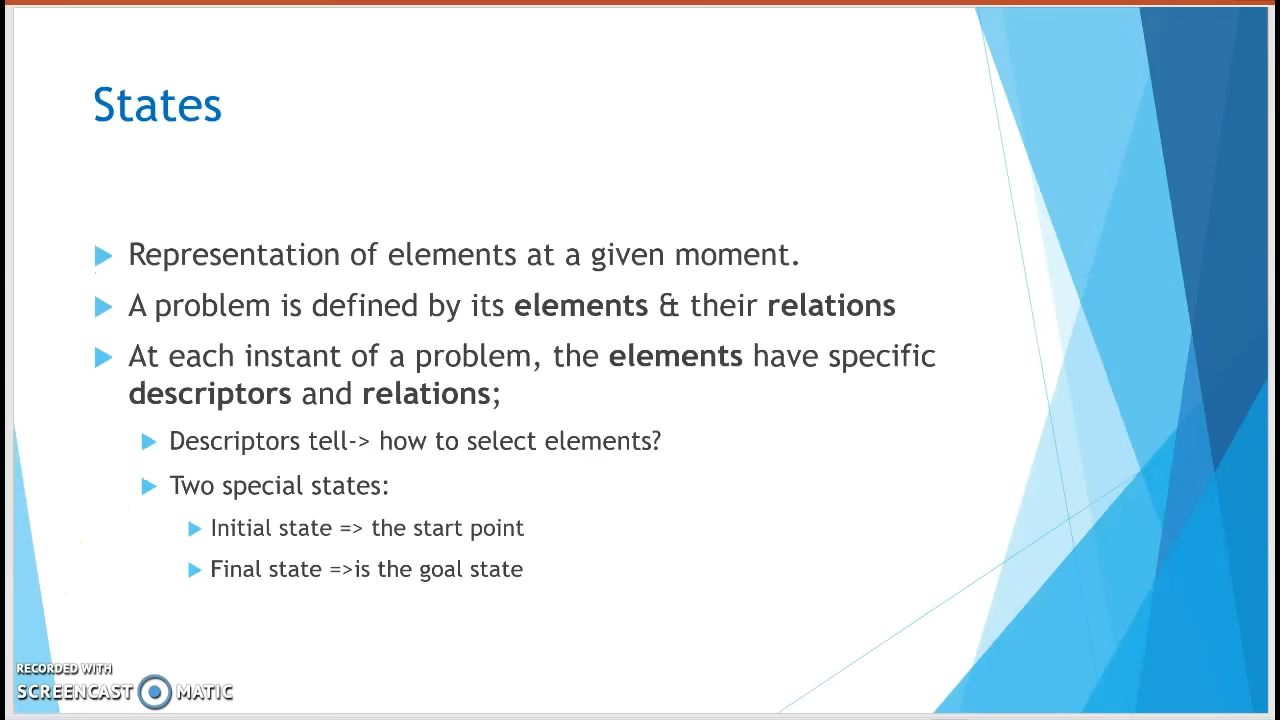 States
Representation of elements at a given moment.
A problem is defined by its elements & their relations
At each instant of a problem, the elements have specific
descriptors and relations;
Descriptors tell-> how to select elements?
Two special states:
Initial state => the start point
Final state =>is the goal state
RECORDED WITH
SCREENCAST MATIC